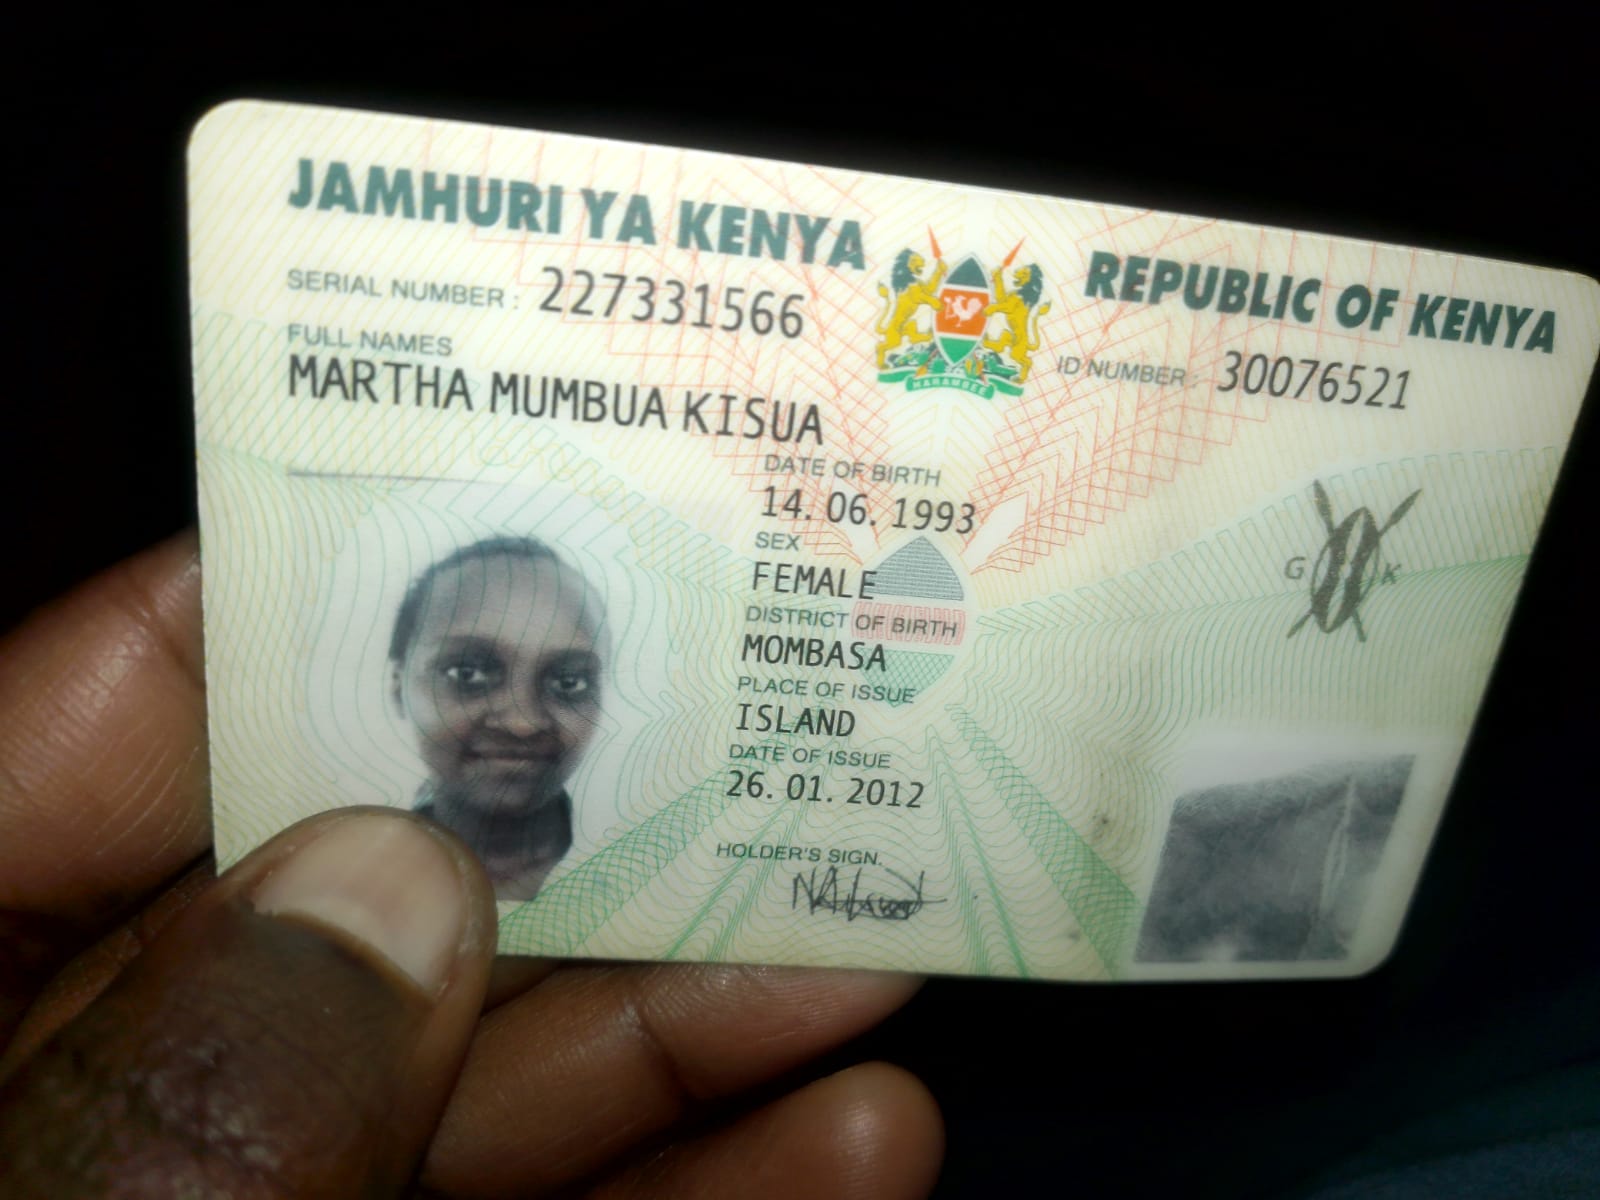 JAMHURI YA KENYA
REPUBLIC OF KENYA
SERIAL NUMBER : 227331566
ID NUMBER : 30076521
FULL NAMES
MARTHA MUMBUA KISUA
DATE OF BIRTH
14. 06. 1993
SEX
FEMALE
DISTRICT OF BIRTH
MOMBASA
PLACE OF ISSUE
ISLAND
DATE OF ISSUE
26. 01. 2012
HOLDER'S SIGN.
HARAMBEE
G K